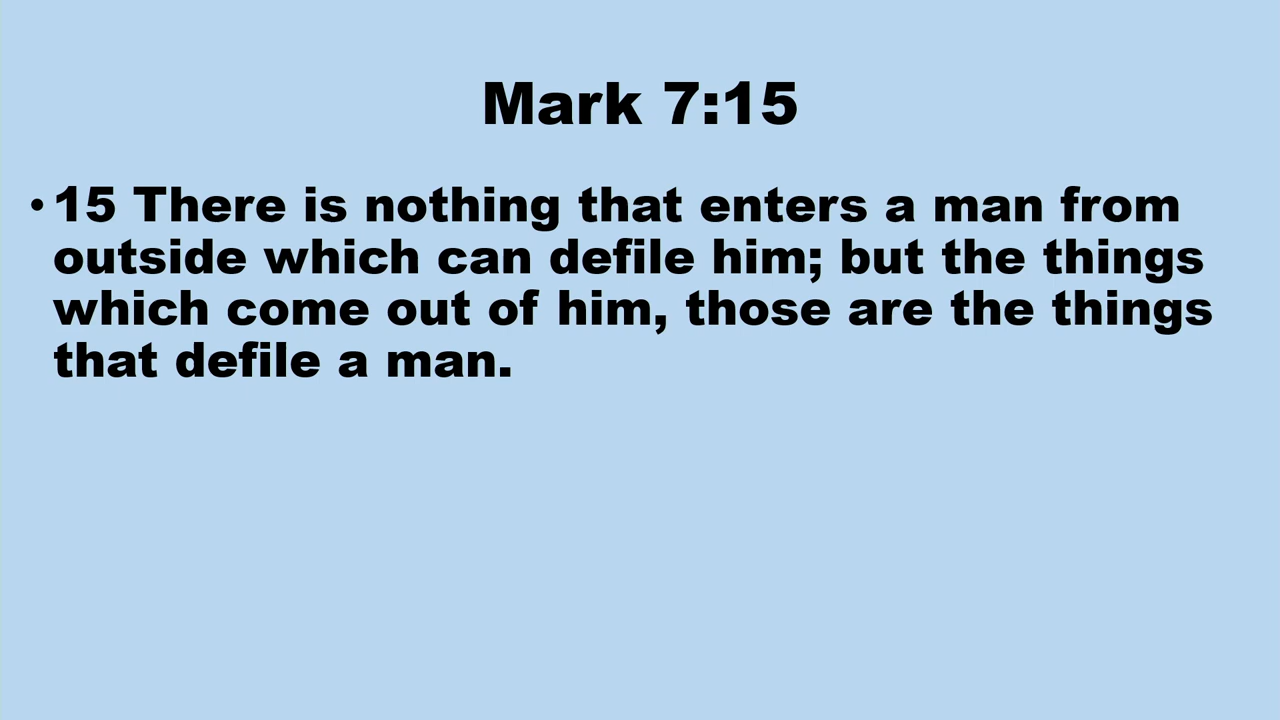 Mark 7:15
• 15 There is nothing that enters a man from
outside which can defile him; but the things
which come out of him, those are the things
that defile a man.